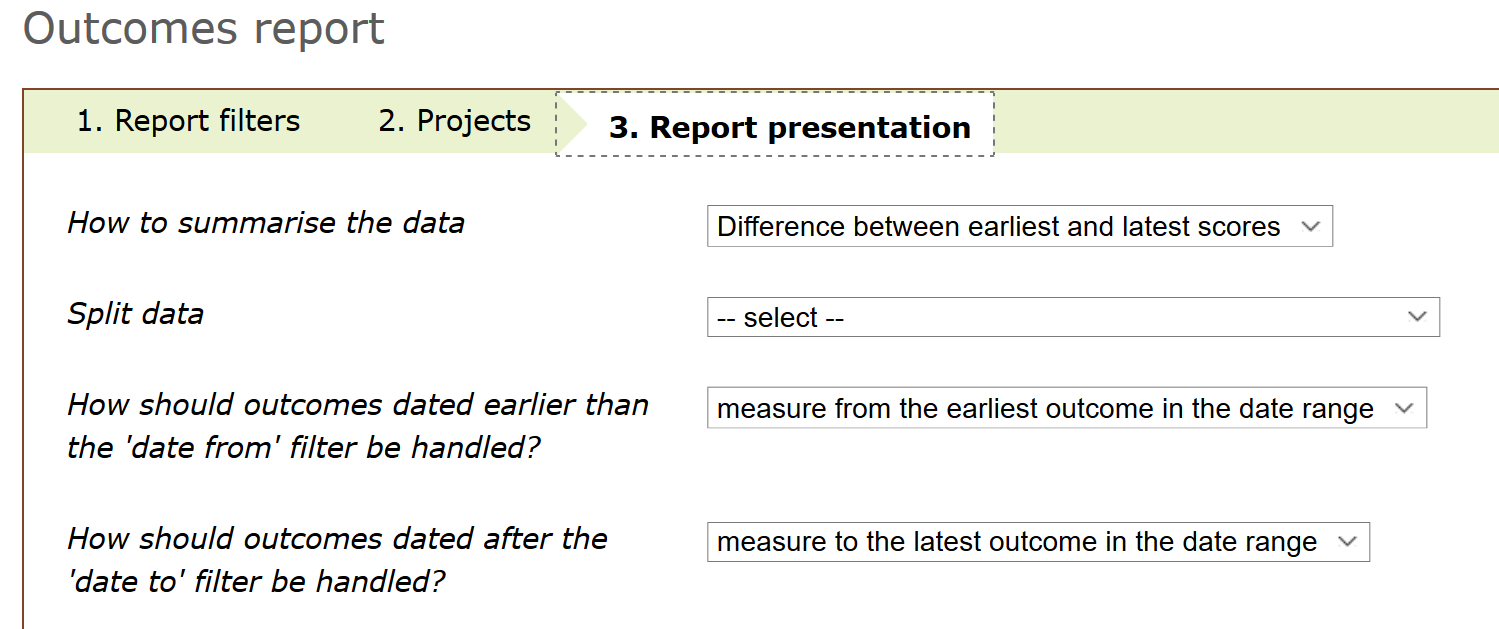 Outcomes report
1. Report filters 2. Projects 3. Report presentation
How to summarise the data Difference between earliest and latest scores
Split data -- select --
How should outcomes dated earlier than measure from the earliest outcome in the date range
the 'date from' filter be handled?
How should outcomes dated after the measure to the latest outcome in the date range
'date to' filter be handled?